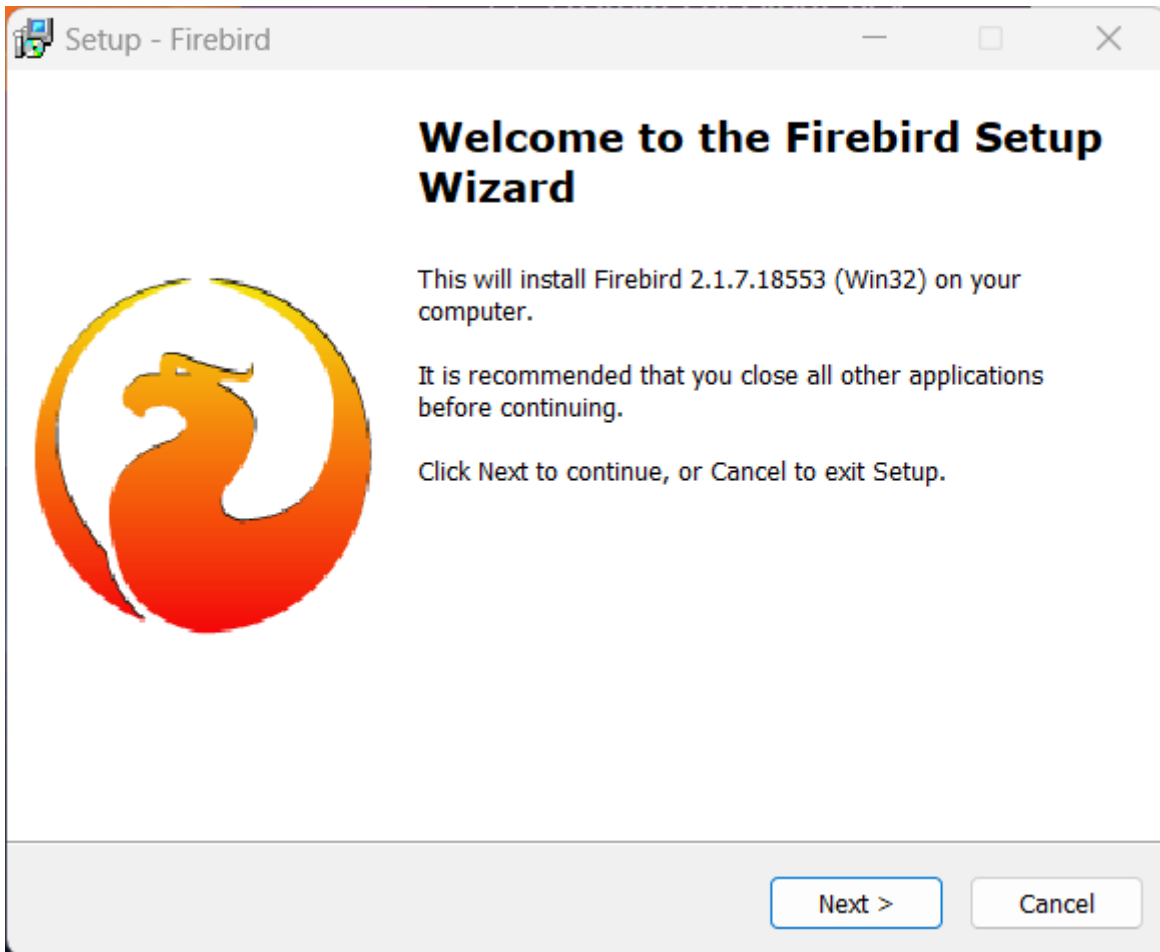 Setup - Firebird
Welcome to the Firebird Setup
Wizard
This will install Firebird 2.1.7.18553 (Win32) on your
computer.
It is recommended that you close all other applications
before continuing.
Click Next to continue, or Cancel to exit Setup.
Next >
Cancel